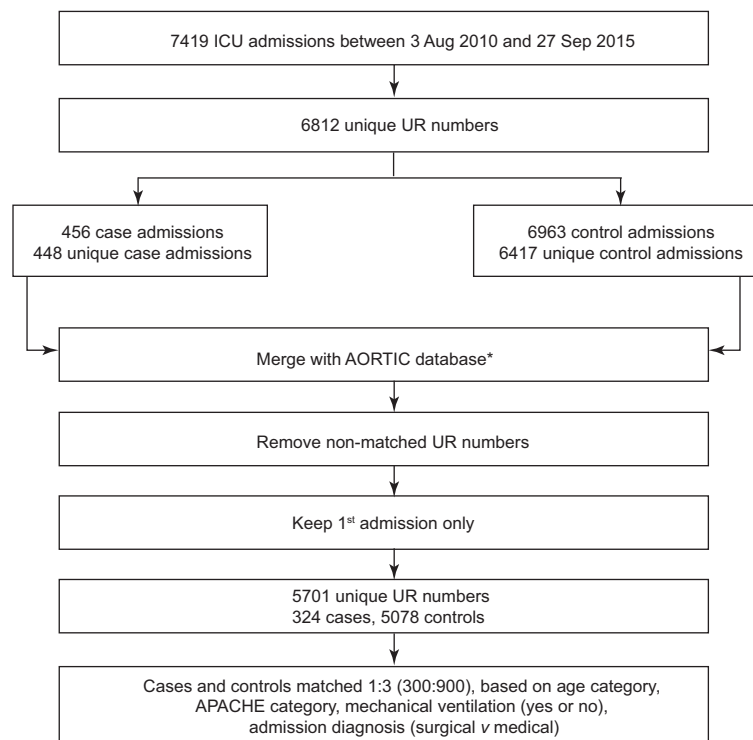 7419 ICU admissions between 3 Aug 2010 and 27 Sep 2015
6812 unique UR numbers
456 case admissions
448 unique case admissions
6963 control admissions
6417 unique control admissions
Merge with AORTIC database*
Remove non-matched UR numbers
Keep 1st admission only
5701 unique UR numbers
324 cases, 5078 controls
Cases and controls matched 1:3 (300:900), based on age category,
APACHE category, mechanical ventilation (yes or no),
admission diagnosis (surgical v medical)